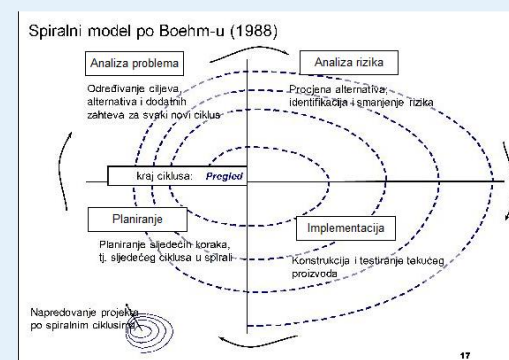 Spiralni model po Boehm-u (1988)
Analiza problema
Određivanje ciljeva,
alternativa i dodatnih
zahteva za svaki novi ciklus
Analiza rizika
Procjena alternativa,
identifikacija i smanjenje rizika
kraj ciklusa: Pregled
Planiranje
Planiranje sljedećih koraka,
tj. sljedećeg ciklusa u spirali
Implementacija
Konstrukcija i testiranje takućeg
proizvoda
Napredovanje projekta
po spiralnim ciklusima
17